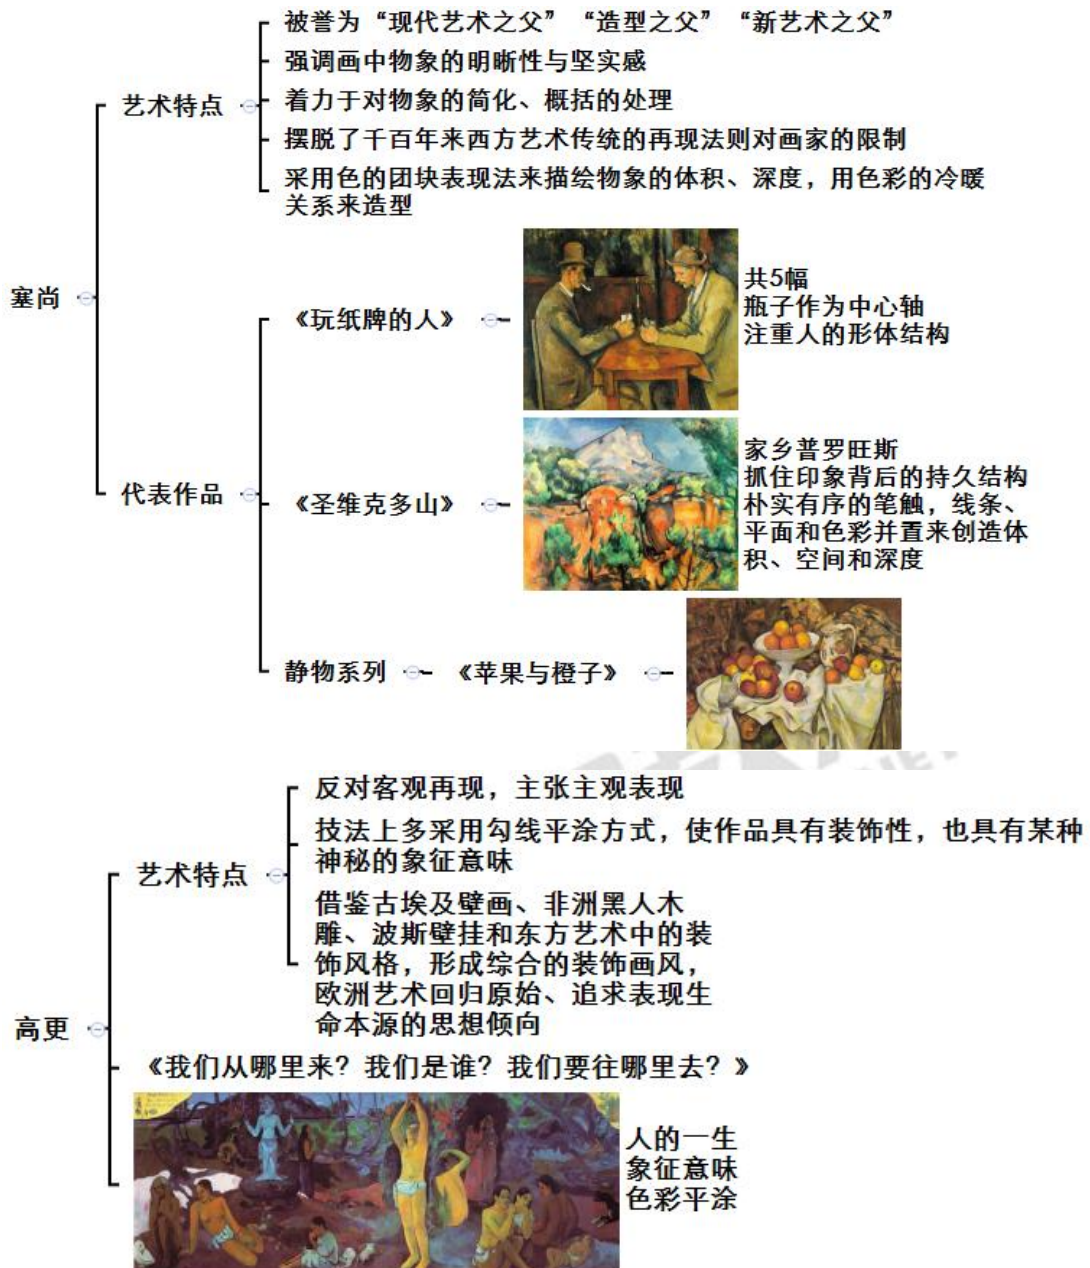 被誉为“现代艺术之父”“造型之父”“新艺术之父”
强调画中物象的明晰性与坚实感
艺术特点
着力于对物象的简化、概括的处理
摆脱了千百年来西方艺术传统的再现法则对画家的限制
采用色的团块表现法来描绘物象的体积、深度，用色彩的冷暖
关系来造型
塞尚
《玩纸牌的人》
共5幅
瓶子作为中心轴
注重人的形体结构
代表作品
《圣维克多山》
家乡普罗旺斯
抓住印象背后的持久结构
朴实有序的笔触，线条、
平面和色彩并置来创造体
积、空间和深度
静物系列
《苹果与橙子》
反对客观再现，主张主观表现
技法上多采用勾线平涂方式，使作品具有装饰性，也具有某种
神秘的象征意味
艺术特点
借鉴古埃及壁画、非洲黑人木
雕、波斯壁挂和东方艺术中的装
饰风格，形成综合的装饰画风，
欧洲艺术回归原始、追求表现生
命本源的思想倾向
高更
《我们从哪里来？我们是谁？我们要往哪里去？》
人的一生
象征意味
色彩平涂